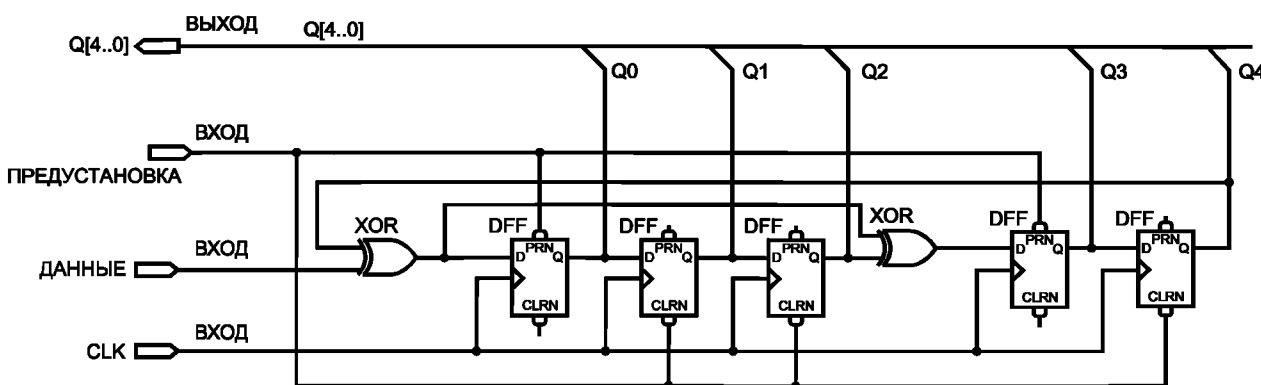 ВЫХОД
Q[4..0]
Q[4..0]
Q0
Q1
Q2
Q3
Q4
ВХОД
ПРЕДУСТАНОВКА
XOR
DFF
DFF
DFF
XOR
DFF
DFF
PRN
D
Q
CLRN
PRN
D
Q
CLRN
PRN
D
Q
CLRN
PRN
D
Q
CLRN
PRN
D
Q
CLRN
ВХОД
ДАННЫЕ
ВХОД
CLK